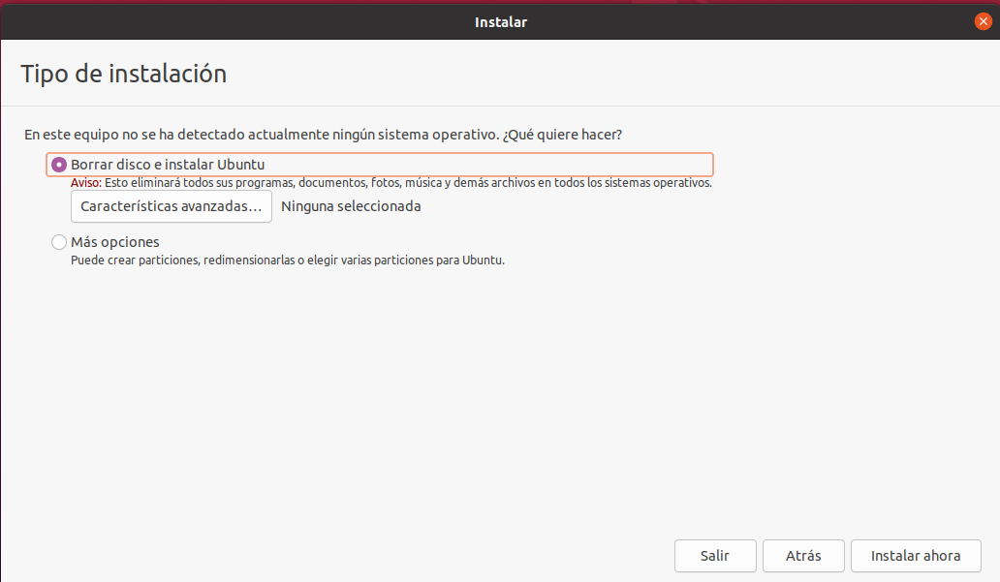 Instalar
Tipo de instalación
En este equipo no se ha detectado actualmente ningún sistema operativo. ¿Qué quiere hacer?
Borrar disco e instalar Ubuntu
Aviso: Esto eliminará todos sus programas, documentos, fotos, música y demás archivos en todos los sistemas operativos.
Características avanzadas... Ninguna seleccionada
Más opciones
Puede crear particiones, redimensionarlas o elegir varias particiones para Ubuntu.
Salir Atrás Instalar ahora